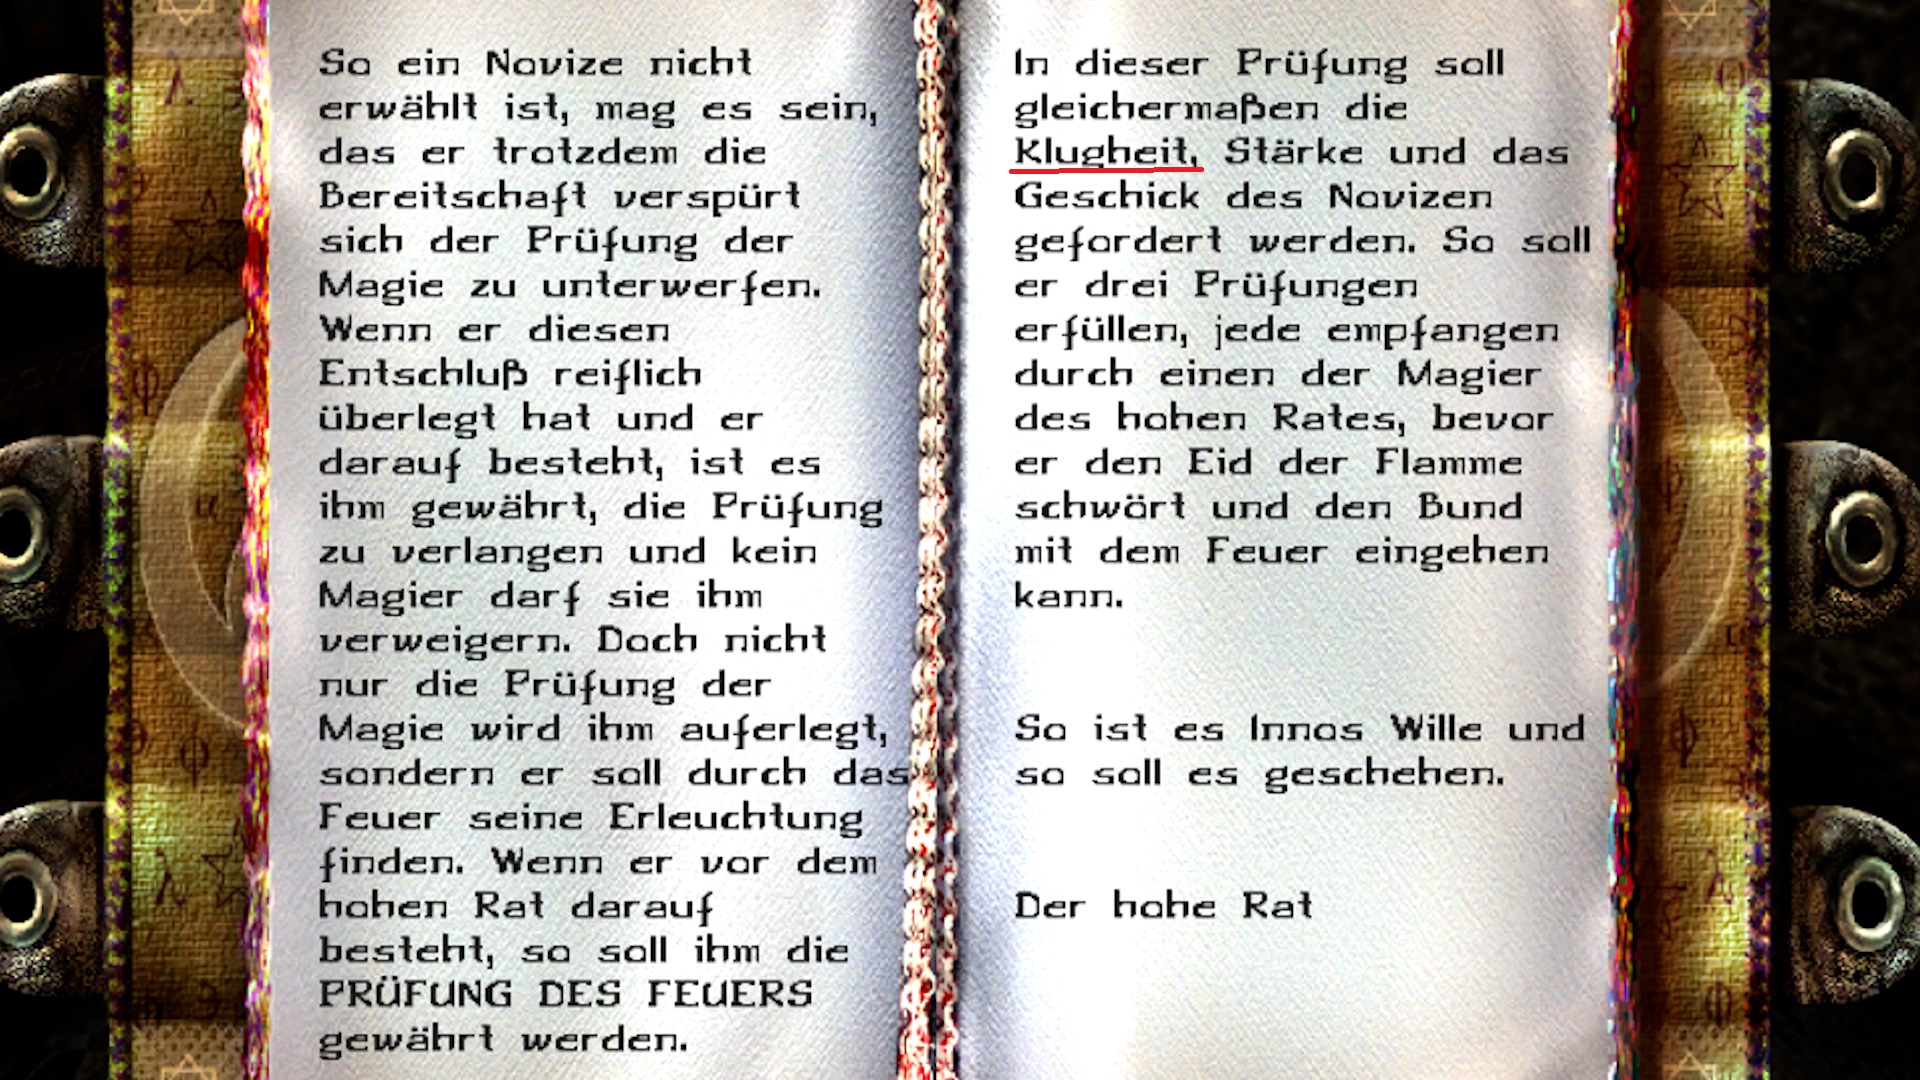 So ein Novize nicht
erwählt ist, mag es sein,
das er trotzdem die
Bereitschaft verspürt
sich der Prüfung der
Magie zu unterwerfen.
Wenn er diesen
Entschluß reiflich
überlegt hat und er
darauf besteht, ist es
ihm gewährt, die Prüfung
zu verlangen und kein
Magier darf sie ihm
verweigern. Doch nicht
nur die Prüfung der
Magie wird ihm auferlegt,
sondern er soll durch das
Feuer seine Erleuchtung
finden. Wenn er vor dem
hohen Rat darauf
besteht, so soll ihm die
PRÜFUNG DES FEUERS
gewährt werden.
In dieser Prüfung soll
gleichermaßen die
Klugheit, Stärke und das
Geschick des Novizen
gefordert werden. So soll
er drei Prüfungen
erfüllen, jede empfangen
durch einen der Magier
des hohen Rates, bevor
er den Eid der Flamme
schwört und den Bund
mit dem Feuer eingehen
kann.
So ist es Innos Wille und
so soll es geschehen.
Der hohe Rat